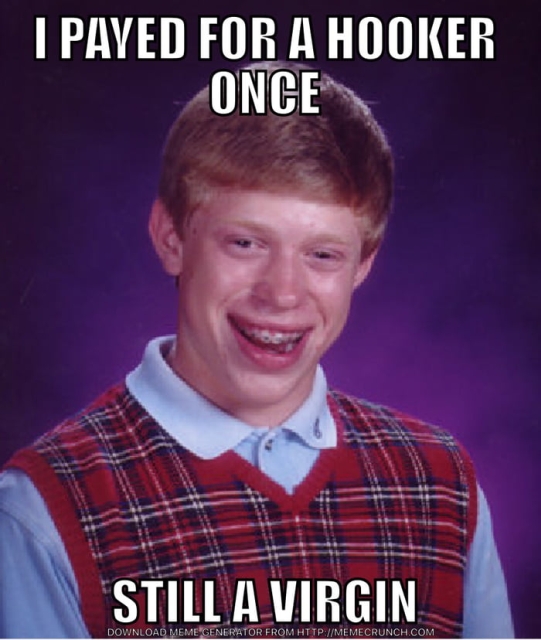 I PAYED FOR A HOOKER
ONCE
STILL A VIRGIN
DOWNLOAD MEME GENERATOR FROM HTTP://MEMECRUNCH.COM